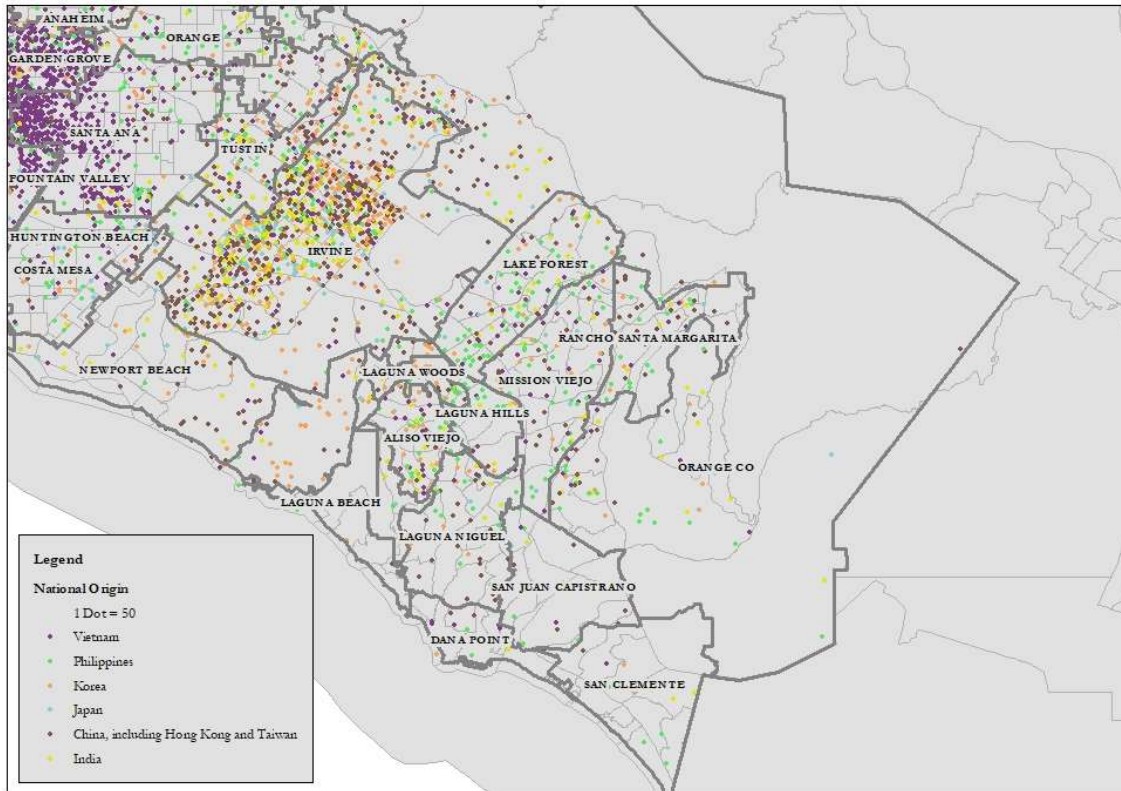 ANAHEIM
ORANGE
GARDEN GROVE
SANTA ANA
TUSTIN
FOUNTAIN VALLEY
HUNTINGTON BEACH
IRVINE
COSTA MESA
LAKE FOREST
RANCHO SANTA MARGARITA
NEWPORT BEACH
LAGUNA WOODS
MISSION VIEJO
LAGUNA HILLS
ALISO VIEJO
ORANGE CO
LAGUNA BEACH
LAGUNA NIGUEL
SAN JUAN CAPISTRANO
DANA POINT
SAN CLEMENTE
Legend
National Origin
1 Dot = 50
Vietnam
Philippines
Korea
Japan
China, including Hong Kong and Taiwan
India